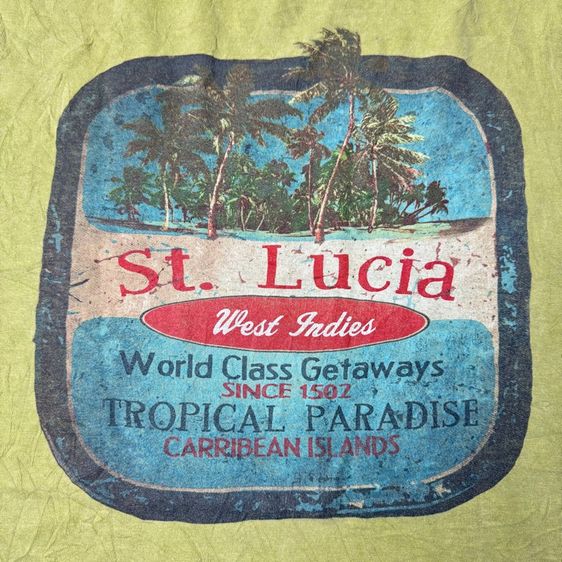 St. Lucia
West Indies
World Class Getaways
SINCE 1502
TROPICAL PARADISE
CARRIBEAN ISLANDS